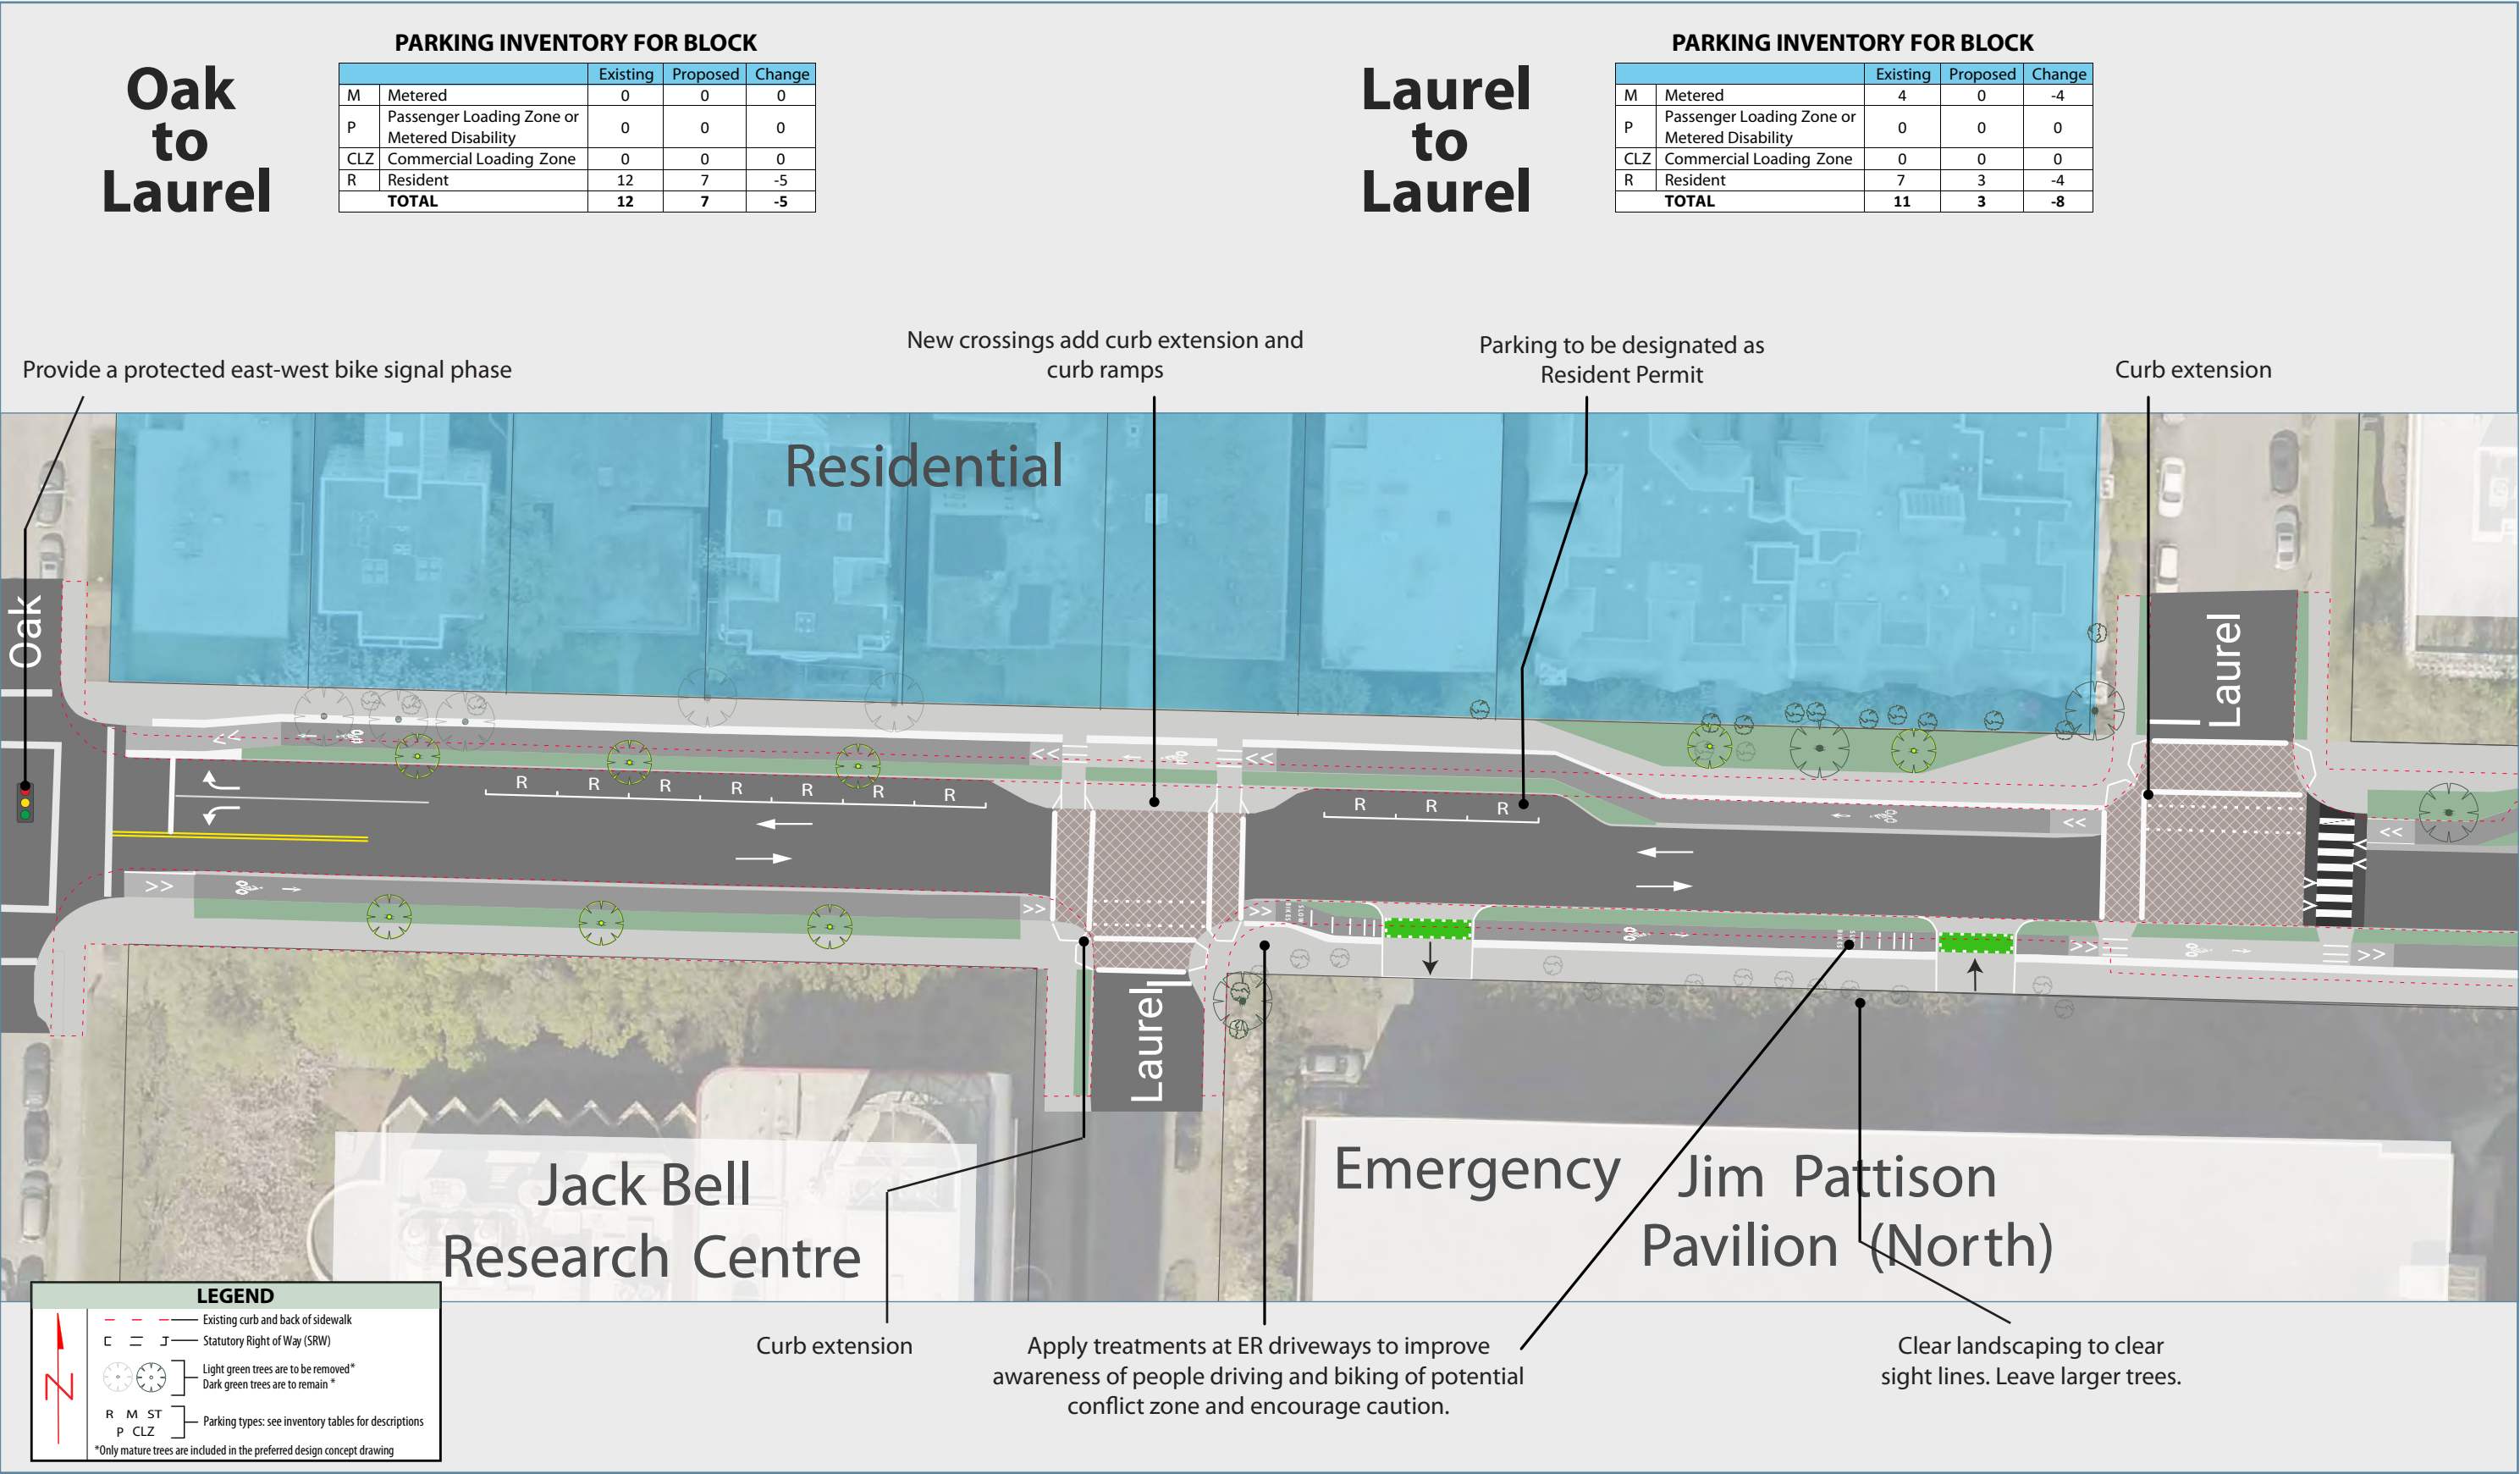 PARKING INVENTORY FOR BLOCK
Oak
to
Laurel
Existing Proposed Change
M Metered 0 0 0
P Passenger Loading Zone or
Metered Disability 0 0 0
CLZ Commercial Loading Zone 0 0 0
R Resident 12 7 -5
TOTAL 12 7 -5
PARKING INVENTORY FOR BLOCK
Laurel
to
Laurel
Existing Proposed Change
M Metered 4 0 -4
P Passenger Loading Zone or
Metered Disability 0 0 0
CLZ Commercial Loading Zone 0 0 0
R Resident 7 3 -4
TOTAL 11 3 -8
Provide a protected east-west bike signal phase
New crossings add curb extension and
curb ramps
Parking to be designated as
Resident Permit
Curb extension
Residential
Oak
Laurel
R R R R R R R
R R R
SLOW
BIKES
Laurel
Jack Bell
Research Centre
Emergency
Jim Pattison
Pavilion (North)
Curb extension
Apply treatments at ER driveways to improve
awareness of people driving and biking of potential
conflict zone and encourage caution.
Clear landscaping to clear
sight lines. Leave larger trees.
LEGEND
Existing curb and back of sidewalk
Statutory Right of Way (SRW)
Light green trees are to be removed*
Dark green trees are to remain *
R M ST
P CLZ
Parking types: see inventory tables for descriptions
*Only mature trees are included in the preferred design concept drawing
N